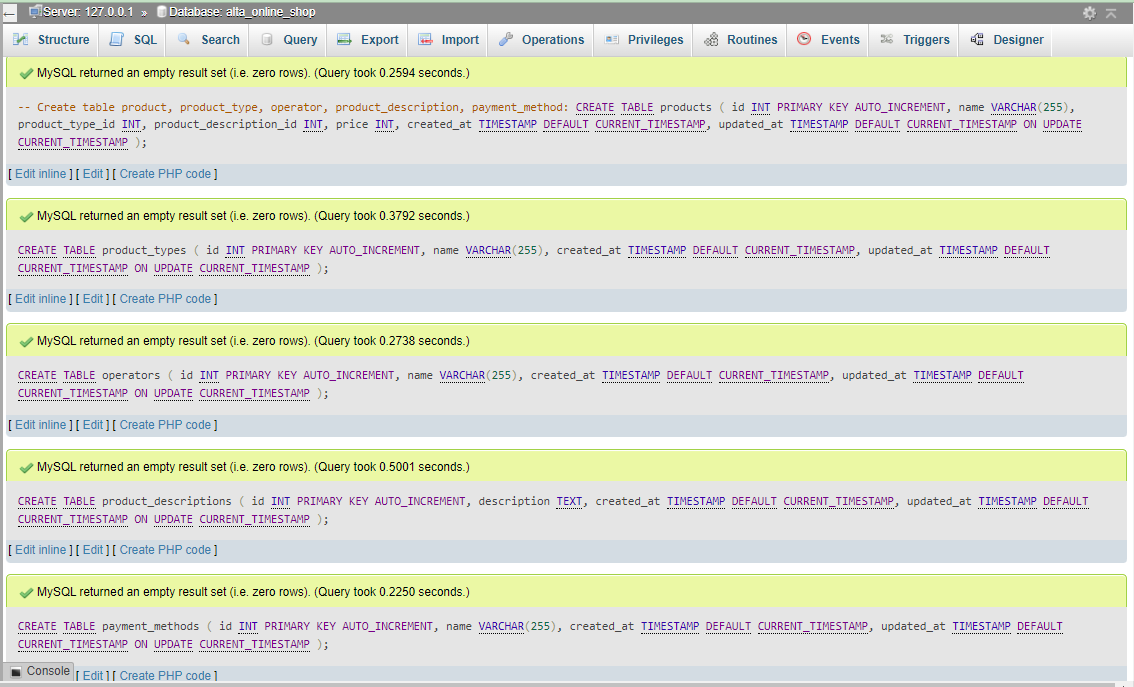 Server: 127.0.0.1 » Database: alta_online_shop
Structure SQL Search Query Export Import Operations Privileges Routines Events Triggers Designer
MySQL returned an empty result set (i.e. zero rows). (Query took 0.2594 seconds.)
-- Create table product, product_type, operator, product_description, payment_method: CREATE TABLE products ( id INT PRIMARY KEY AUTO_INCREMENT, name VARCHAR(255),
product_type_id INT, product_description_id INT, price INT, created_at TIMESTAMP DEFAULT CURRENT_TIMESTAMP, updated_at TIMESTAMP DEFAULT CURRENT_TIMESTAMP ON UPDATE
CURRENT_TIMESTAMP );
[ Edit inline ] [ Edit ] [ Create PHP code ]
MySQL returned an empty result set (i.e. zero rows). (Query took 0.3792 seconds.)
CREATE TABLE product_types ( id INT PRIMARY KEY AUTO_INCREMENT, name VARCHAR(255), created_at TIMESTAMP DEFAULT CURRENT_TIMESTAMP, updated_at TIMESTAMP DEFAULT
CURRENT_TIMESTAMP ON UPDATE CURRENT_TIMESTAMP );
[ Edit inline ] [ Edit ] [ Create PHP code ]
MySQL returned an empty result set (i.e. zero rows). (Query took 0.2738 seconds.)
CREATE TABLE operators ( id INT PRIMARY KEY AUTO_INCREMENT, name VARCHAR(255), created_at TIMESTAMP DEFAULT CURRENT_TIMESTAMP, updated_at TIMESTAMP DEFAULT
CURRENT_TIMESTAMP ON UPDATE CURRENT_TIMESTAMP );
[ Edit inline ] [ Edit ] [ Create PHP code ]
MySQL returned an empty result set (i.e. zero rows). (Query took 0.5001 seconds.)
CREATE TABLE product_descriptions ( id INT PRIMARY KEY AUTO_INCREMENT, description TEXT, created_at TIMESTAMP DEFAULT CURRENT_TIMESTAMP, updated_at TIMESTAMP DEFAULT
CURRENT_TIMESTAMP ON UPDATE CURRENT_TIMESTAMP );
[ Edit inline ] [ Edit ] [ Create PHP code ]
MySQL returned an empty result set (i.e. zero rows). (Query took 0.2250 seconds.)
CREATE TABLE payment_methods ( id INT PRIMARY KEY AUTO_INCREMENT, name VARCHAR(255), created_at TIMESTAMP DEFAULT CURRENT_TIMESTAMP, updated_at TIMESTAMP DEFAULT
CURRENT_TIMESTAMP ON UPDATE CURRENT_TIMESTAMP );
Console [ Edit ] [ Create PHP code ]